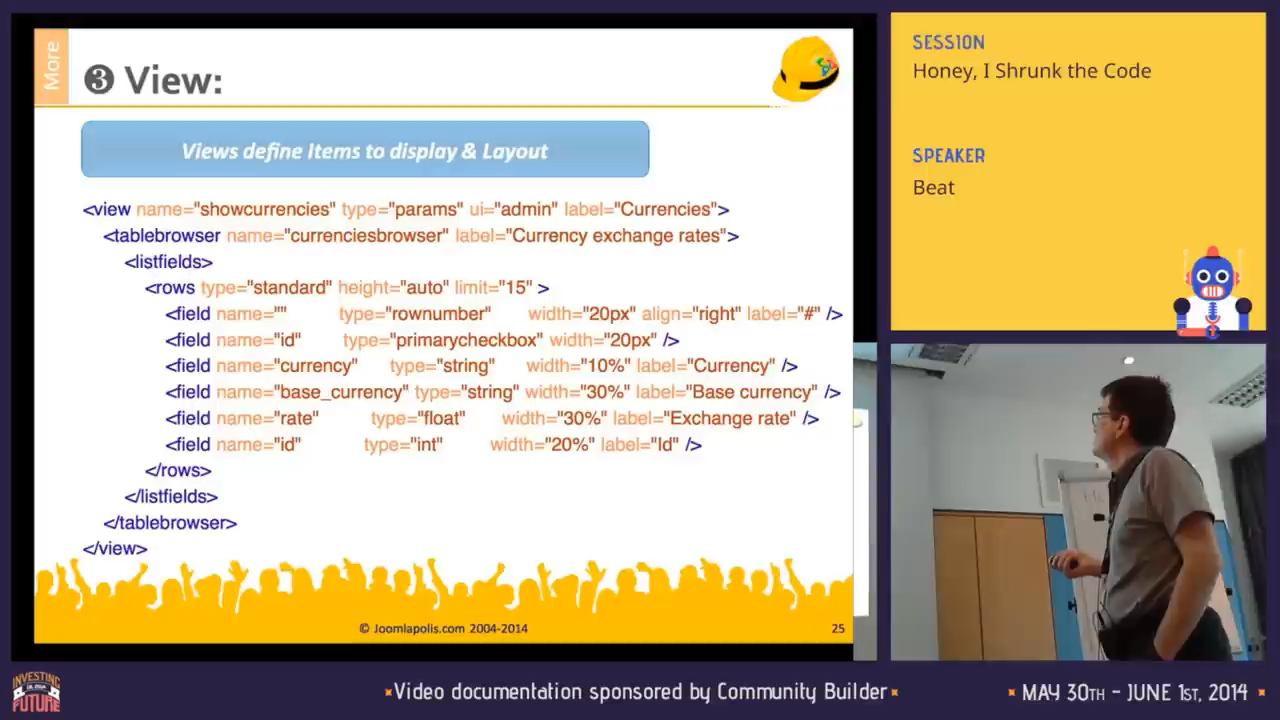 More
❸ View:
Views define Items to display & Layout
<view name="showcurrencies" type="params" ui="admin" label="Currencies">
<tablebrowser name="currenciesbrowser" label="Currency exchange rates">
<listfields>
<rows type="standard" height="auto" limit="15" >
<field name="" type="rownumber" width="20px" align="right" label="#" />
<field name="id" type="primarycheckbox" width="20px" />
<field name="currency" type="string" width="10%" label="Currency" />
<field name="base_currency" type="string" width="30%" label="Base currency" />
<field name="rate" type="float" width="30%" label="Exchange rate" />
<field name="id" type="int" width="20%" label="Id" />
</rows>
</listfields>
</tablebrowser>
</view>
© Joomlapolis.com 2004-2014
25
SESSION
Honey, I Shrunk the Code
SPEAKER
Beat
INVESTING
IN OUR
FUTURE
Video documentation sponsored by Community Builder
MAY 30TH - JUNE 1ST, 2014